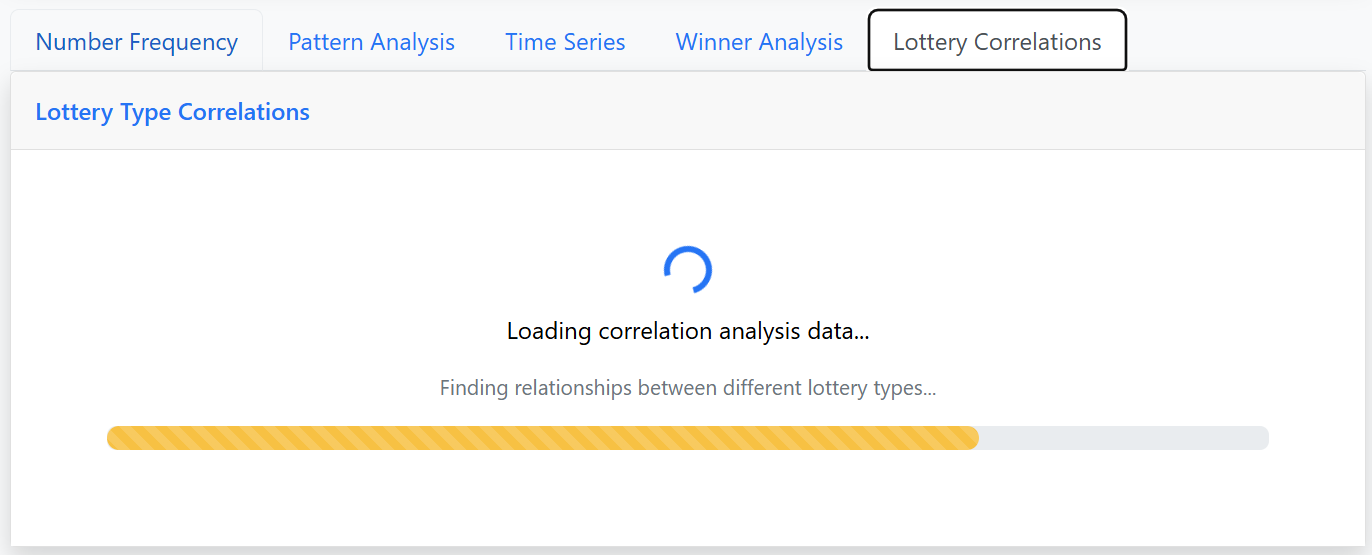 Number Frequency Pattern Analysis Time Series Winner Analysis Lottery Correlations
Lottery Type Correlations
Loading correlation analysis data...
Finding relationships between different lottery types...